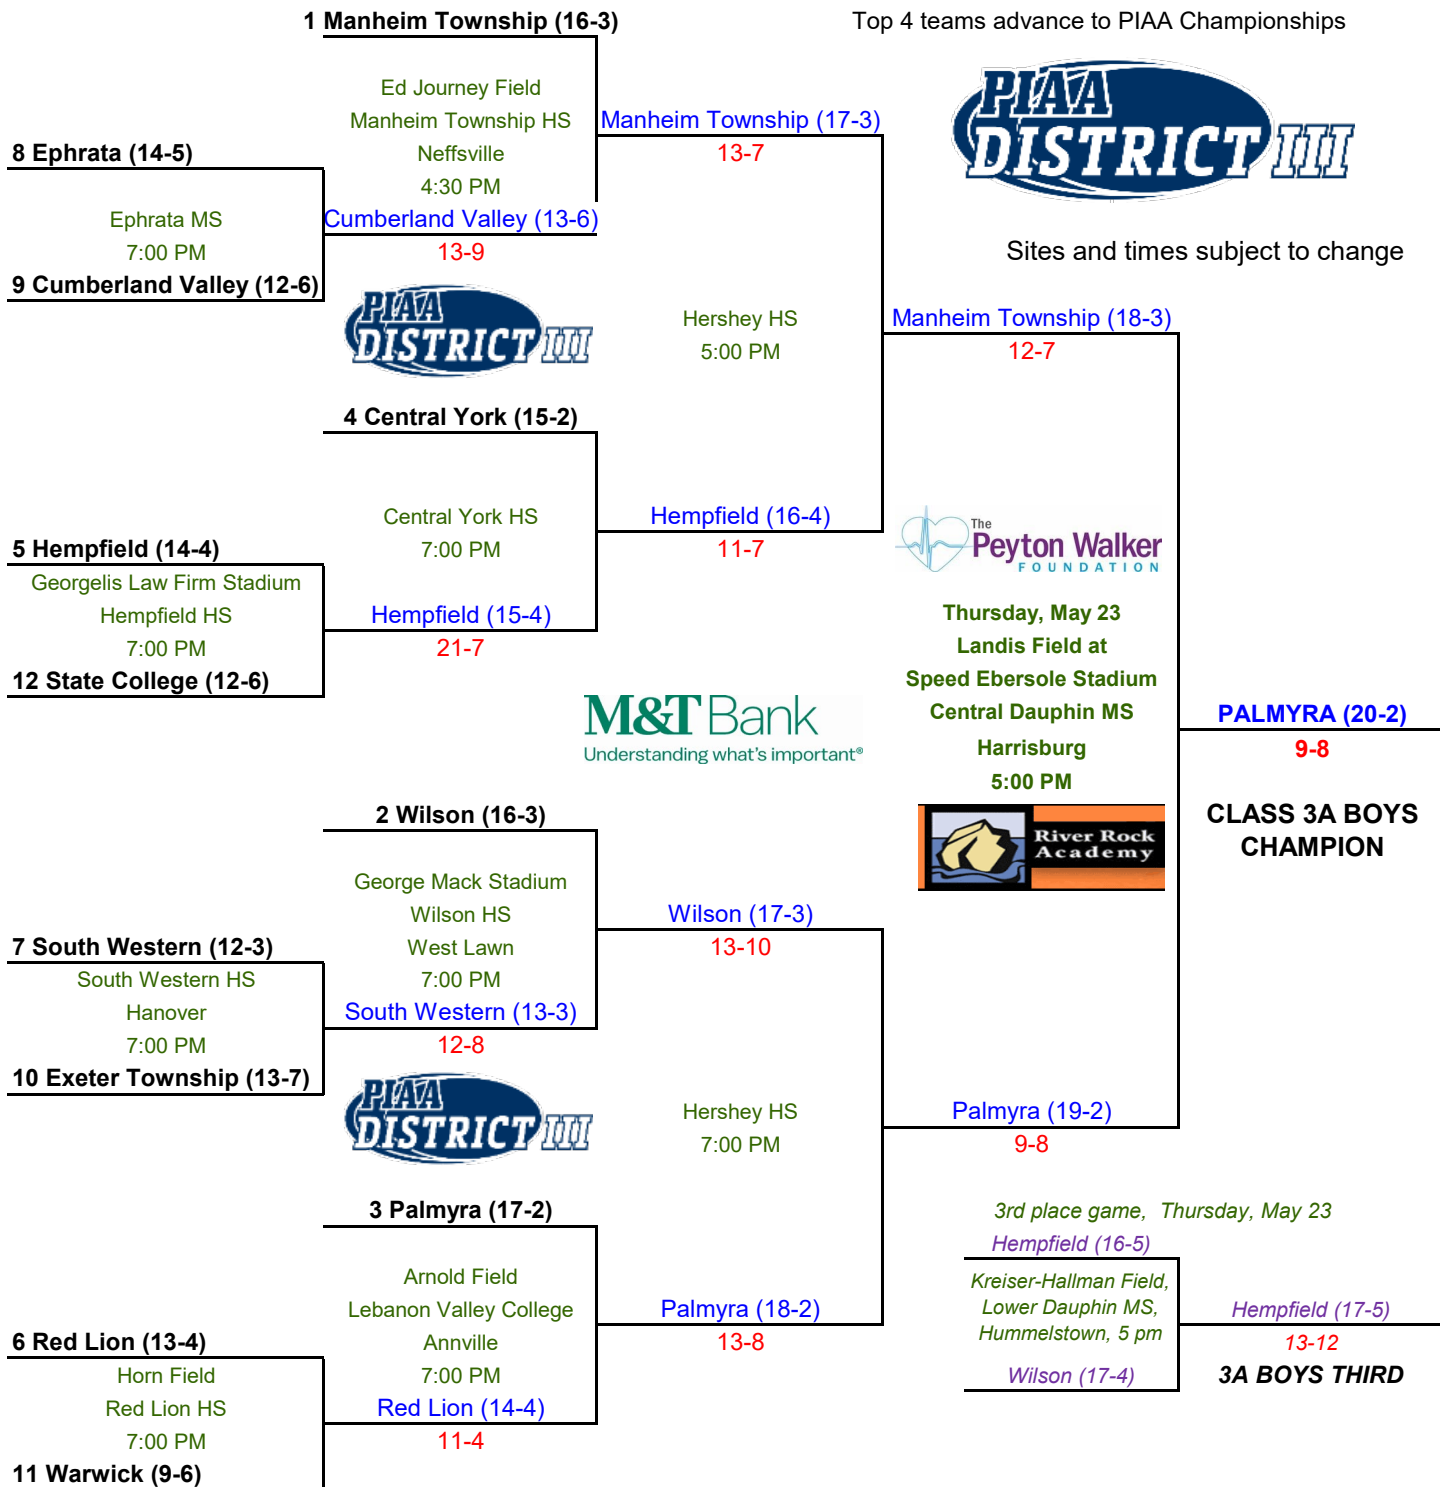 1 Manheim Township (16-3)
Top 4 teams advance to PIAA Championships
PIAA
DISTRICT III
Ed Journey Field
Manheim Township HS
Neffsville
4:30 PM
Manheim Township (17-3)
13-7
8 Ephrata (14-5)
Ephrata MS
7:00 PM
Cumberland Valley (13-6)
13-9
9 Cumberland Valley (12-6)
Sites and times subject to change
PIAA
DISTRICT III
Hershey HS
5:00 PM
Manheim Township (18-3)
12-7
4 Central York (15-2)
Central York HS
7:00 PM
Hempfield (16-4)
11-7
5 Hempfield (14-4)
Georgelis Law Firm Stadium
Hempfield HS
7:00 PM
Hempfield (15-4)
21-7
12 State College (12-6)
The
Peyton Walker
FOUNDATION
Thursday, May 23
Landis Field at
Speed Ebersole Stadium
Central Dauphin MS
Harrisburg
5:00 PM
M&T Bank
Understanding what's important®
PALMYRA (20-2)
9-8
CLASS 3A BOYS
CHAMPION
River Rock
Academy
2 Wilson (16-3)
George Mack Stadium
Wilson HS
West Lawn
7:00 PM
Wilson (17-3)
13-10
7 South Western (12-3)
South Western HS
Hanover
7:00 PM
South Western (13-3)
12-8
10 Exeter Township (13-7)
PIAA
DISTRICT III
Hershey HS
7:00 PM
Palmyra (19-2)
9-8
3 Palmyra (17-2)
Arnold Field
Lebanon Valley College
Annville
7:00 PM
Palmyra (18-2)
13-8
6 Red Lion (13-4)
Horn Field
Red Lion HS
7:00 PM
Red Lion (14-4)
11-4
11 Warwick (9-6)
3rd place game, Thursday, May 23
Hempfield (16-5)
Kreiser-Hallman Field,
Lower Dauphin MS,
Hummelstown, 5 pm
Wilson (17-4)
Hempfield (17-5)
13-12
3A BOYS THIRD